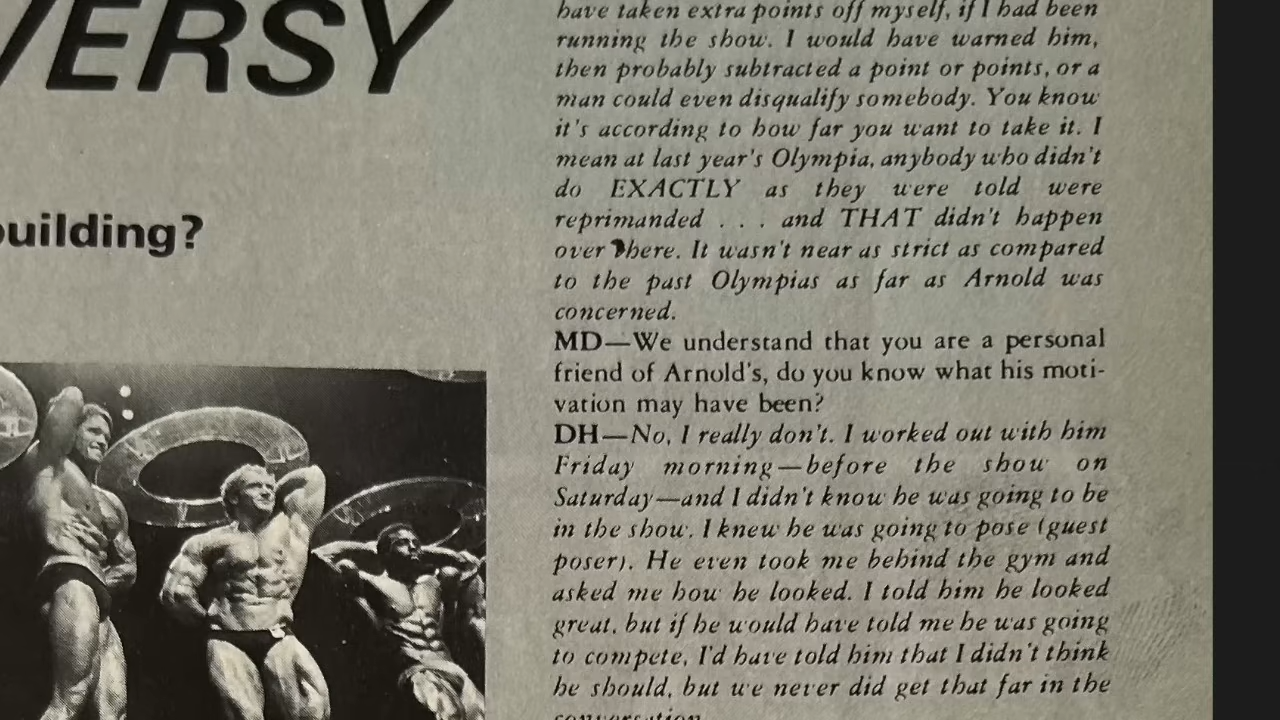 VERSY
building?
have taken extra points off myself, if I had been
running the show. I would have warned him,
then probably subtracted a point or points, or a
man could even disqualify somebody. You know
it's according to how far you want to take it. I
mean at last year's Olympia, anybody who didn't
do EXACTLY as they were told were
reprimanded . . . and THAT didn't happen
over here. It wasn't near as strict as compared
to the past Olympias as far as Arnold was
concerned.
MD—We understand that you are a personal
friend of Arnold's, do you know what his moti-
vation may have been?
DH—No, I really don't. I worked out with him
Friday morning—before the show on
Saturday—and I didn't know he was going to be
in the show. I knew he was going to pose (guest
poser). He even took me behind the gym and
asked me how he looked. I told him he looked
great, but if he would have told me he was going
to compete, I'd have told him that I didn't think
he should, but we never did get that far in the
conversation.